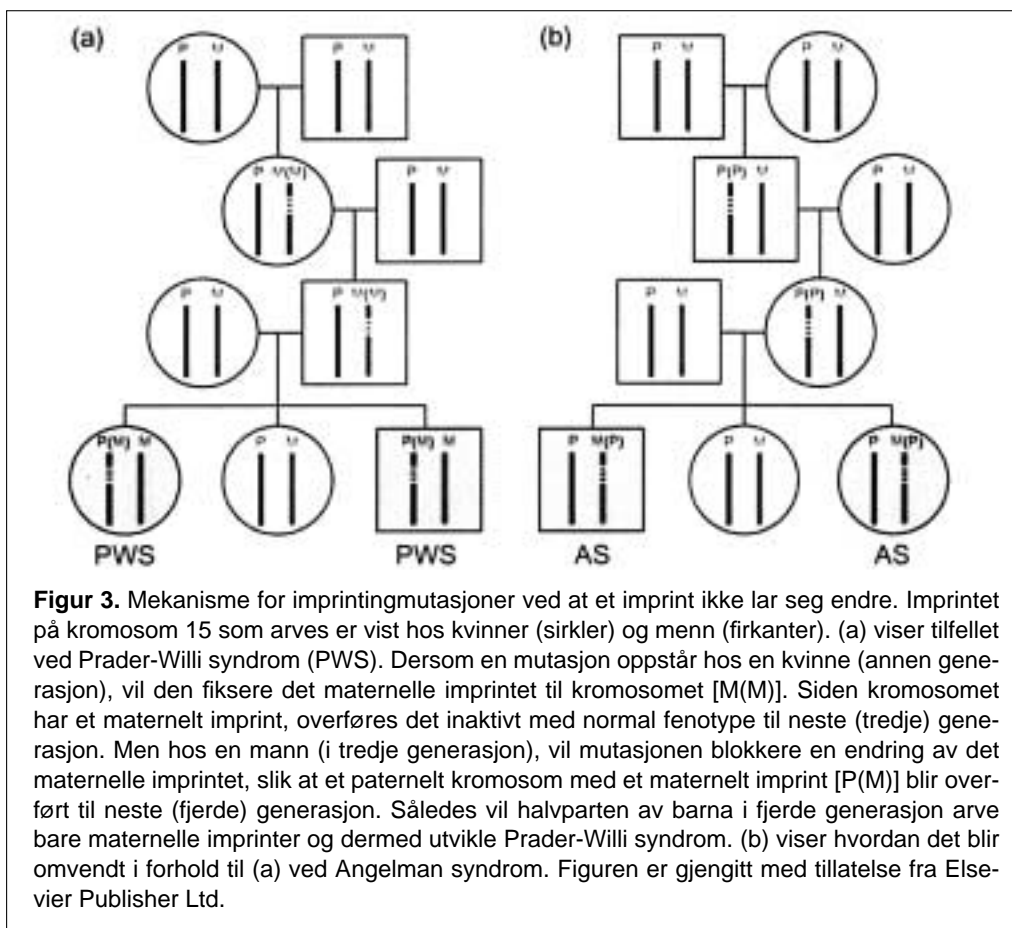 (a) (b)
P M P M P M P M
P M(M) P M P(P) M P M
P M P M(M) P M P(P) M
P(M) M P M P(M) M P M(P) P M P M(P)
PWS PWS AS AS
Figur 3. Mekanisme for imprintingmutasjoner ved at et imprint ikke lar seg endre. Imprintet
på kromosom 15 som arves er vist hos kvinner (sirkler) og menn (firkanter). (a) viser tilfellet
ved Prader-Willi syndrom (PWS). Dersom en mutasjon oppstår hos en kvinne (annen gene-
rasjon), vil den fiksere det maternelle imprintet til kromosomet [M(M)]. Siden kromosomet
har et maternelt imprint, overføres det inaktivt med normal fenotype til neste (tredje) gene-
rasjon. Men hos en mann (i tredje generasjon), vil mutasjonen blokkere en endring av det
maternelle imprintet, slik at et paternelt kromosom med et maternelt imprint [P(M)] blir over-
ført til neste (fjerde) generasjon. Således vil halvparten av barna i fjerde generasjon arve
bare maternelle imprinter og dermed utvikle Prader-Willi syndrom. (b) viser hvordan det blir
omvendt i forhold til (a) ved Angelman syndrom. Figuren er gjengitt med tillatelse fra Else-
vier Publisher Ltd.